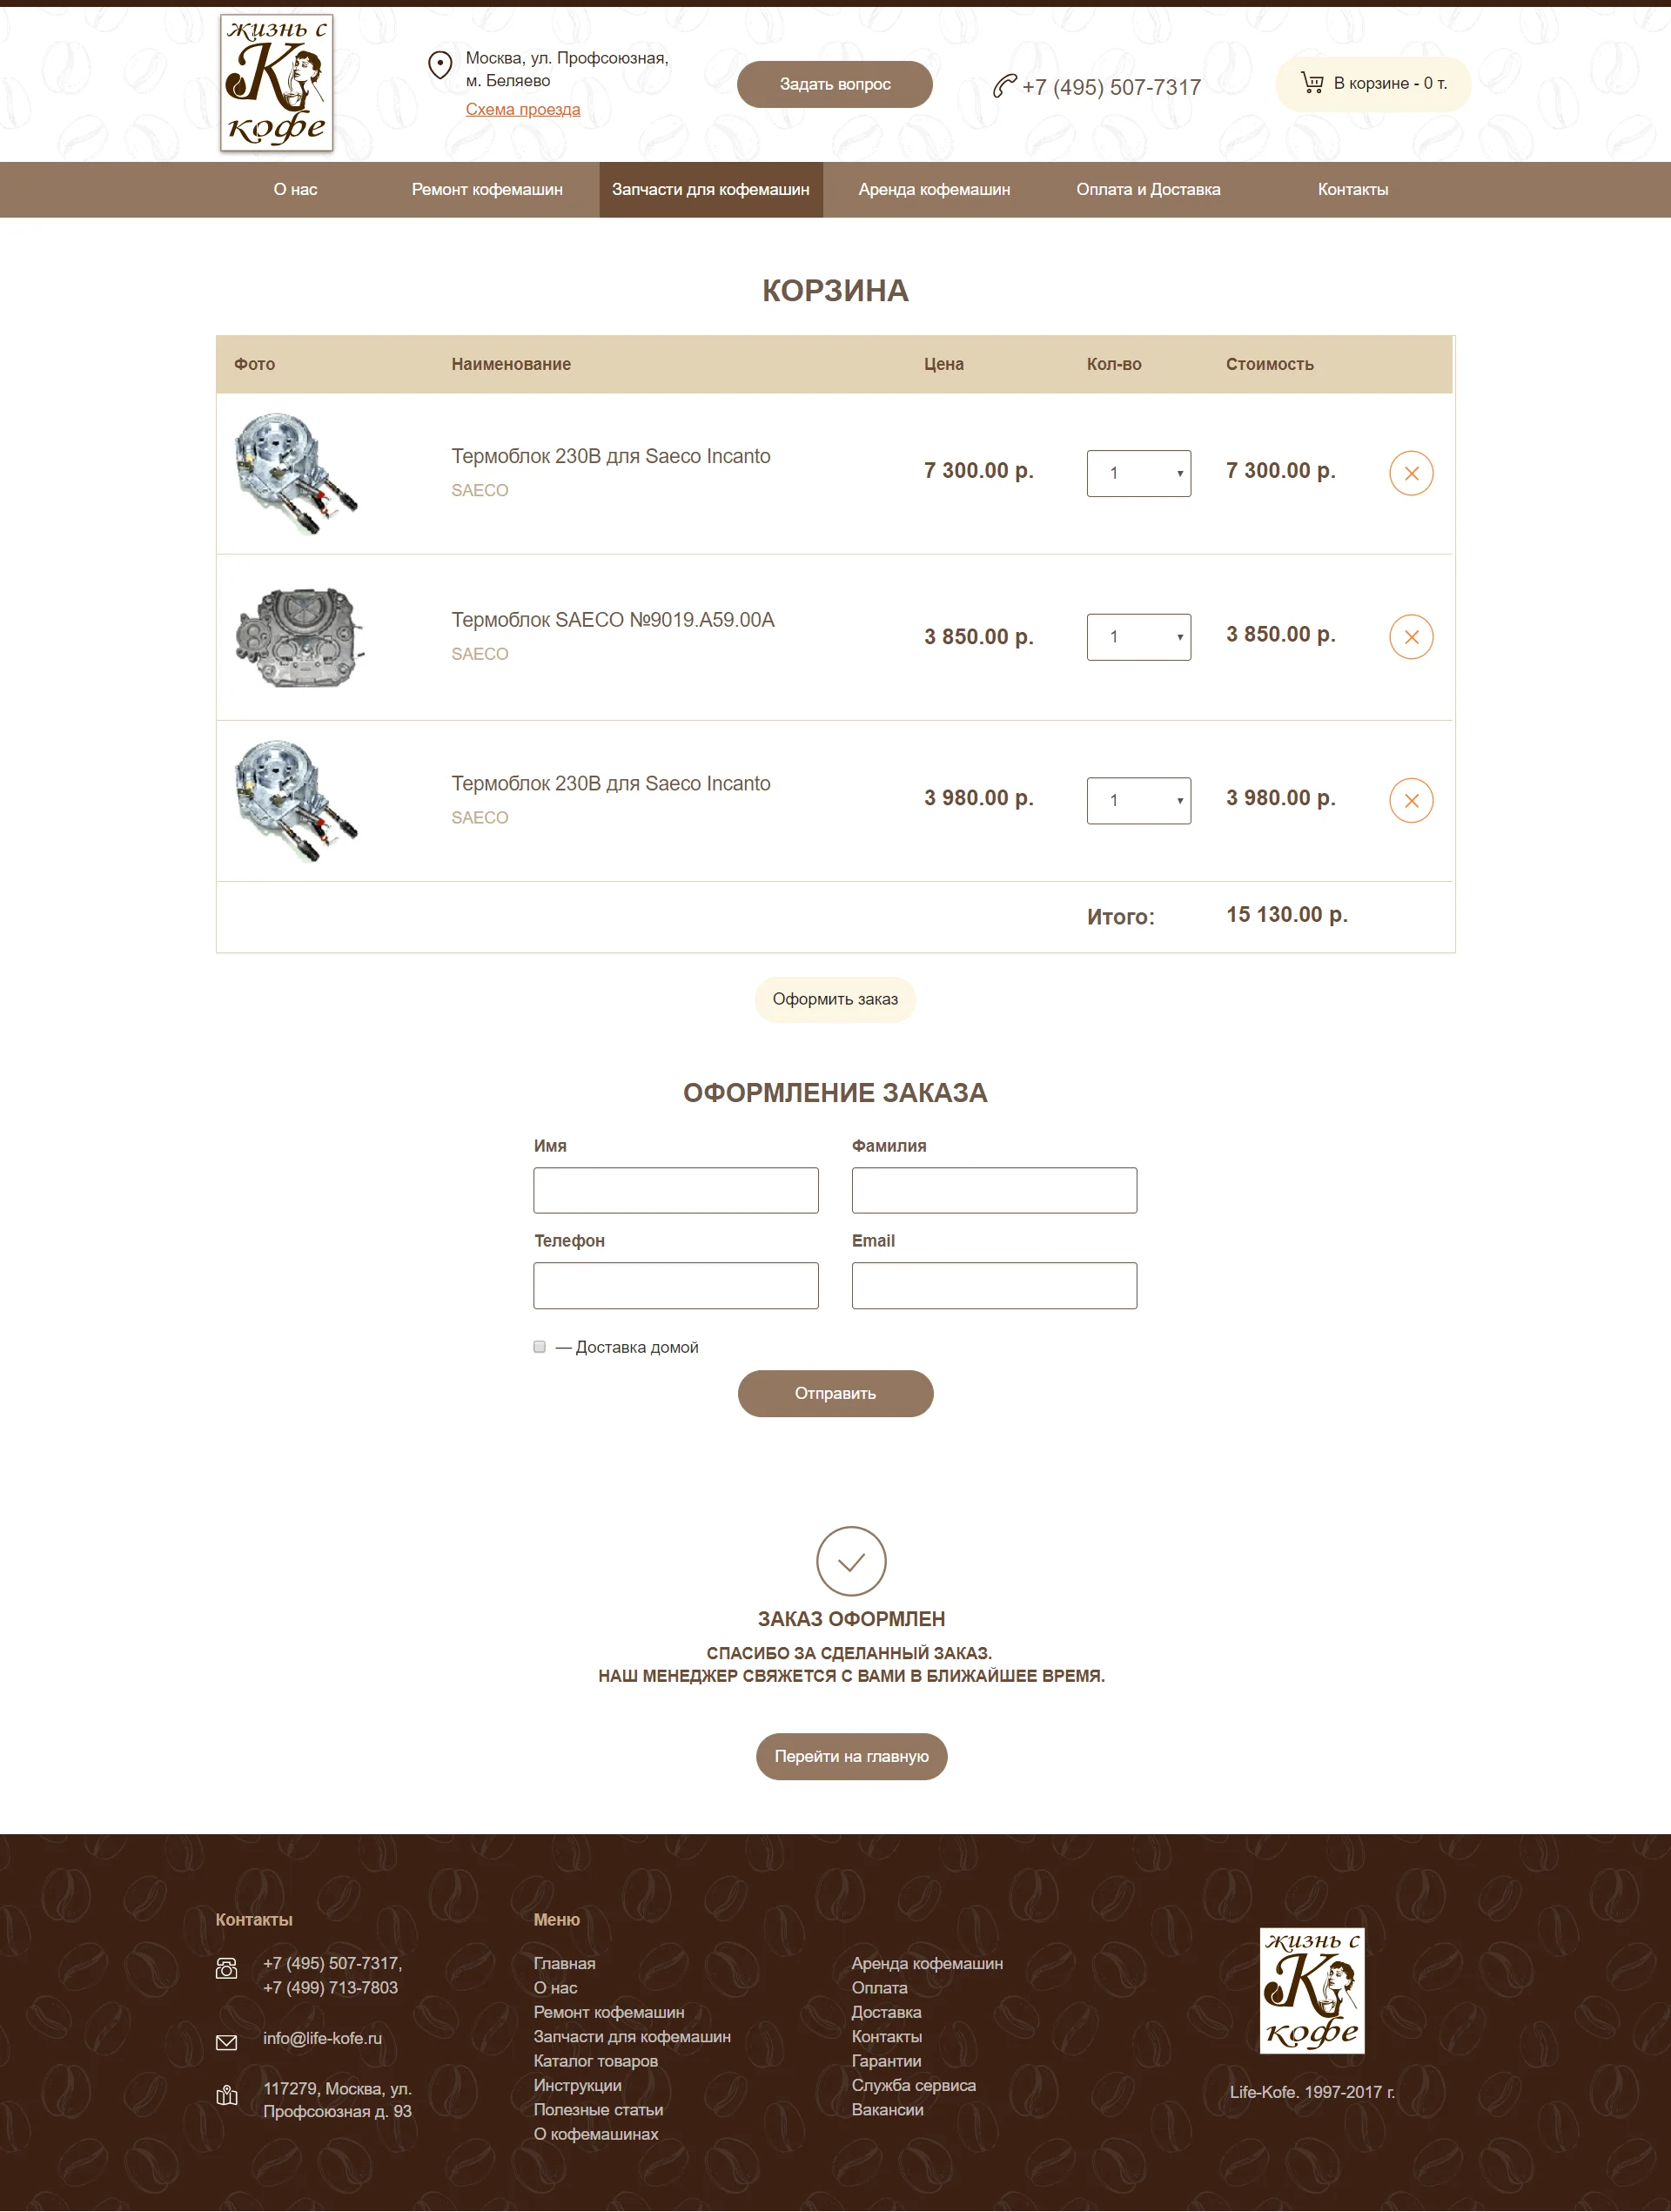 жизнь с
К
кофе
Москва, ул. Профсоюзная,
м. Беляево
Схема проезда
Задать вопрос
+7 (495) 507-7317
В корзине - 0 т.
О нас
Ремонт кофемашин
Запчасти для кофемашин
Аренда кофемашин
Оплата и Доставка
Контакты
КОРЗИНА
Фото
Наименование
Цена
Кол-во
Стоимость
Термоблок 230В для Saeco Incanto
SAECO
7 300.00 р.
1
7 300.00 р.
Термоблок SAECO №9019.A59.00A
SAECO
3 850.00 р.
1
3 850.00 р.
Термоблок 230В для Saeco Incanto
SAECO
3 980.00 р.
1
3 980.00 р.
Итого:
15 130.00 р.
Оформить заказ
ОФОРМЛЕНИЕ ЗАКАЗА
Имя
Фамилия
Телефон
Email
— Доставка домой
Отправить
ЗАКАЗ ОФОРМЛЕН
СПАСИБО ЗА СДЕЛАННЫЙ ЗАКАЗ.
НАШ МЕНЕДЖЕР СВЯЖЕТСЯ С ВАМИ В БЛИЖАЙШЕЕ ВРЕМЯ.
Перейти на главную
Контакты
+7 (495) 507-7317,
+7 (499) 713-7803
info@life-kofe.ru
117279, Москва, ул.
Профсоюзная д. 93
Меню
Главная
О нас
Ремонт кофемашин
Запчасти для кофемашин
Каталог товаров
Инструкции
Полезные статьи
О кофемашинах
Аренда кофемашин
Оплата
Доставка
Контакты
Гарантии
Служба сервиса
Вакансии
жизнь с
К
кофе
Life-Kofe. 1997-2017 г.